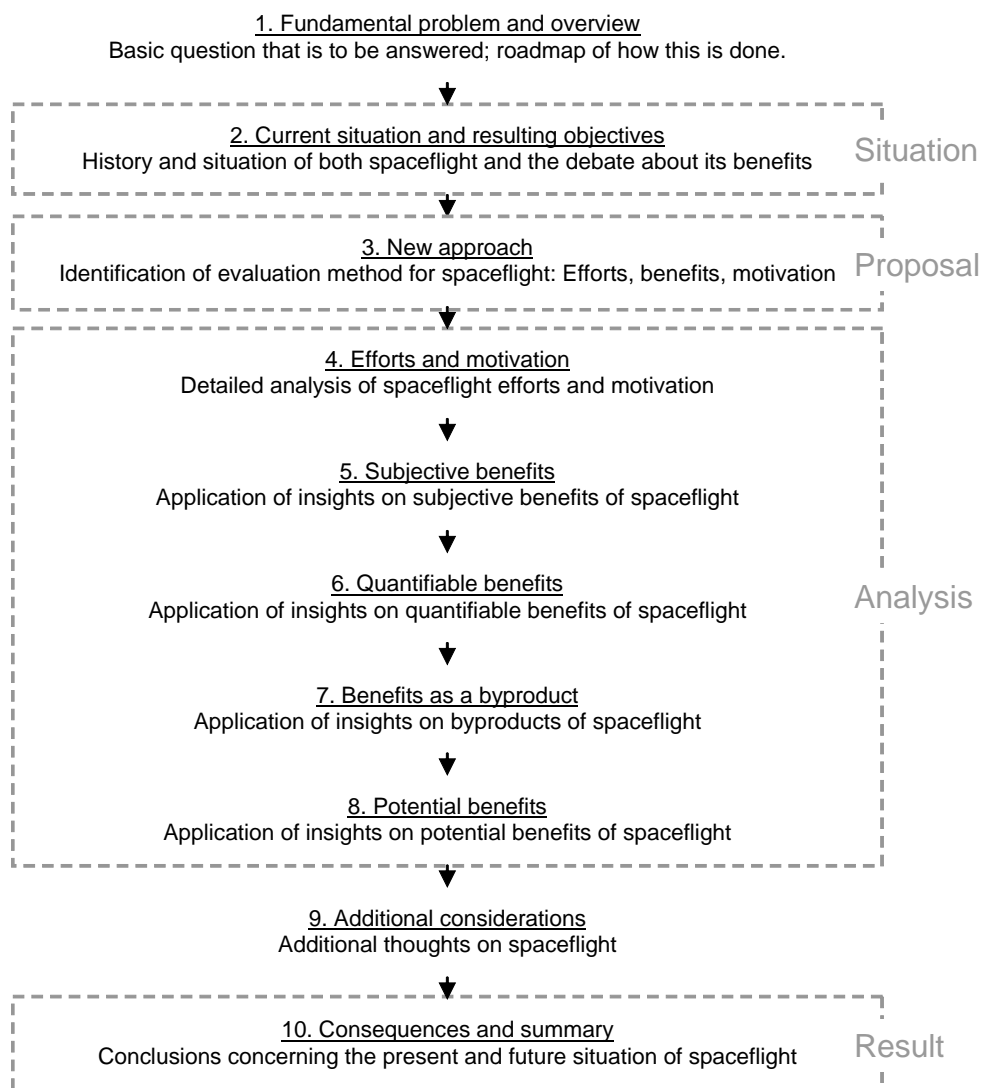 1. Fundamental problem and overview
Basic question that is to be answered; roadmap of how this is done.
2. Current situation and resulting objectives
History and situation of both spaceflight and the debate about its benefits
Situation
3. New approach
Identification of evaluation method for spaceflight: Efforts, benefits, motivation
Proposal
4. Efforts and motivation
Detailed analysis of spaceflight efforts and motivation
5. Subjective benefits
Application of insights on subjective benefits of spaceflight
6. Quantifiable benefits
Application of insights on quantifiable benefits of spaceflight
Analysis
7. Benefits as a byproduct
Application of insights on byproducts of spaceflight
8. Potential benefits
Application of insights on potential benefits of spaceflight
9. Additional considerations
Additional thoughts on spaceflight
10. Consequences and summary
Conclusions concerning the present and future situation of spaceflight
Result